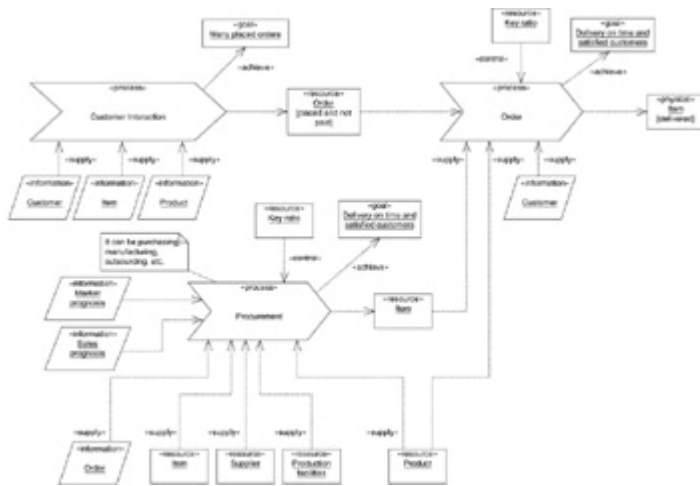 «goal»
Many placed orders
«achieve»
«process»
Customer Interaction
«resource»
Order
[placed and not
paid]
«resource»
Key ratio
«control»
«goal»
Delivery on time and
satisfied customers
«achieve»
«process»
Order
«physical»
Item
[delivered]
«supply»
«supply»
«supply»
«information»
Customer
«information»
Item
«information»
Product
«supply»
«supply»
«supply»
«information»
Customer
It can be purchasing,
manufacturing,
outsourcing, etc.
«resource»
Key ratio
«control»
«goal»
Delivery on time and
satisfied customers
«achieve»
«information»
Market
prognosis
«information»
Sales
prognosis
«process»
Procurement
«resource»
Item
«supply»
«supply»
«supply»
«supply»
«supply»
«information»
Order
«resource»
Item
«resource»
Supplier
«resource»
Production
facilities
«resource»
Product